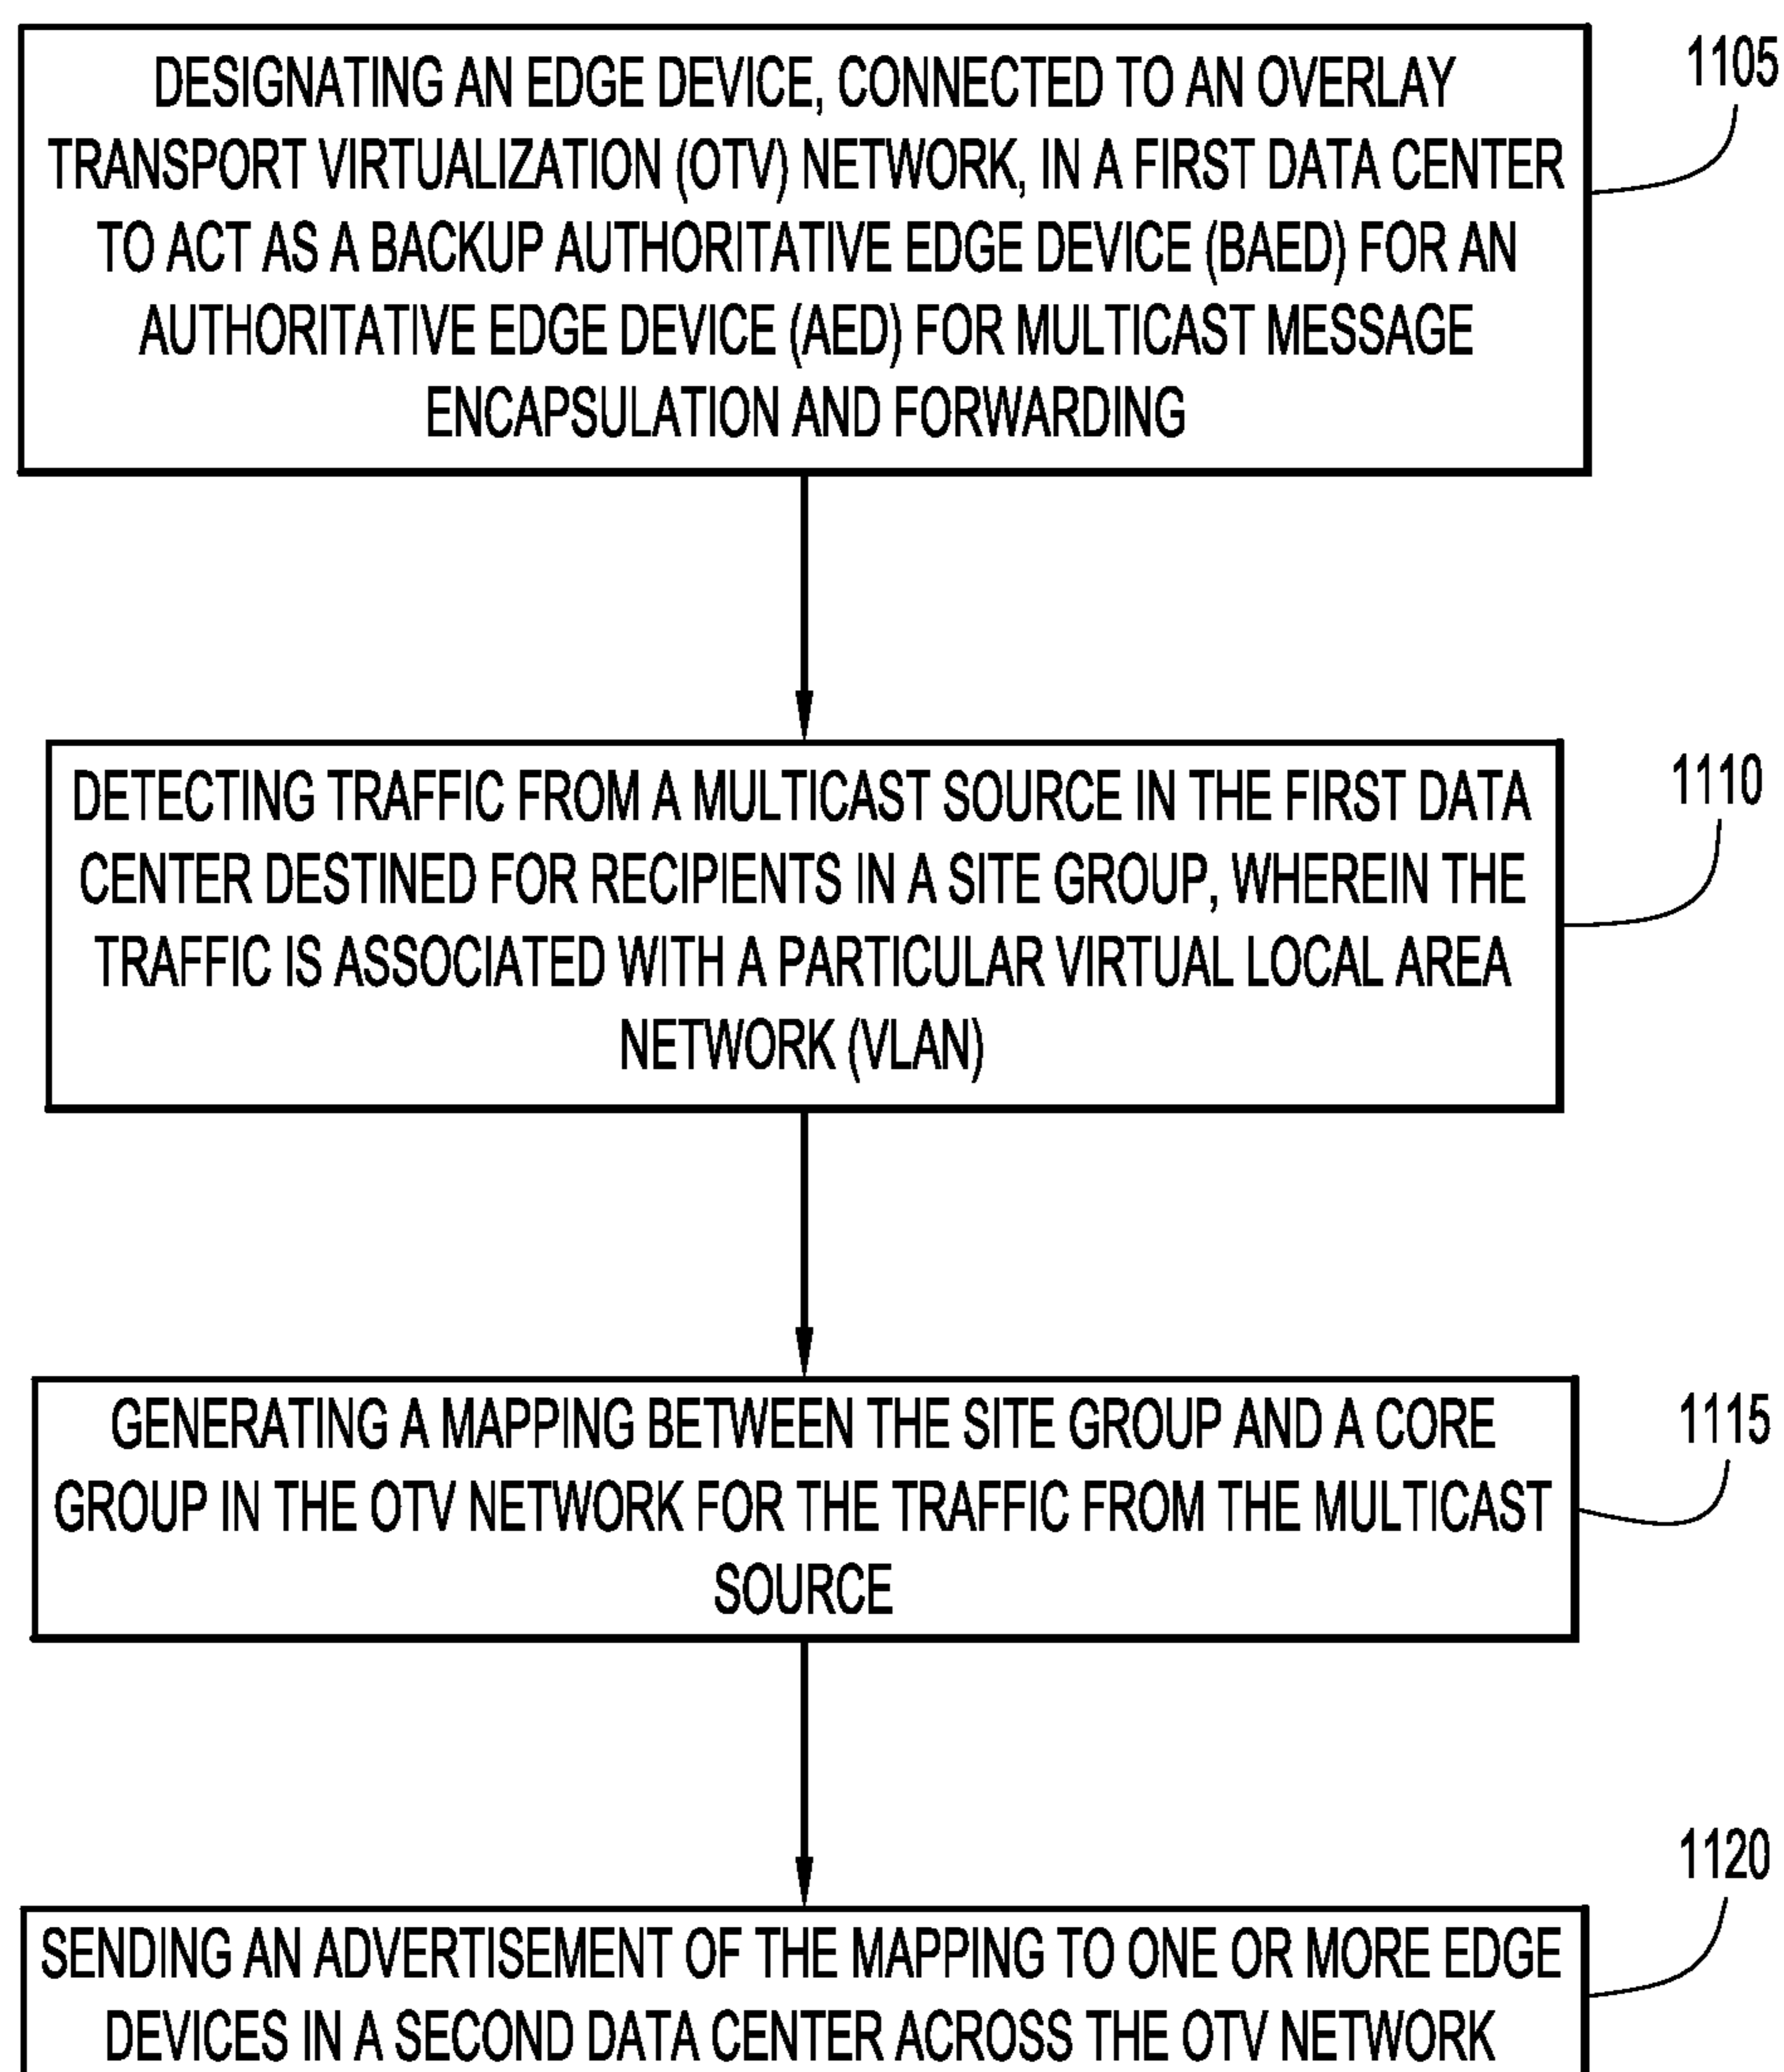 DESIGNATING AN EDGE DEVICE, CONNECTED TO AN OVERLAY
TRANSPORT VIRTUALIZATION (OTV) NETWORK, IN A FIRST DATA CENTER
TO ACT AS A BACKUP AUTHORITATIVE EDGE DEVICE (BAED) FOR AN
AUTHORITATIVE EDGE DEVICE (AED) FOR MULTICAST MESSAGE
ENCAPSULATION AND FORWARDING
1105
DETECTING TRAFFIC FROM A MULTICAST SOURCE IN THE FIRST DATA
CENTER DESTINED FOR RECIPIENTS IN A SITE GROUP, WHEREIN THE
TRAFFIC IS ASSOCIATED WITH A PARTICULAR VIRTUAL LOCAL AREA
NETWORK (VLAN)
1110
GENERATING A MAPPING BETWEEN THE SITE GROUP AND A CORE
GROUP IN THE OTV NETWORK FOR THE TRAFFIC FROM THE MULTICAST
SOURCE
1115
SENDING AN ADVERTISEMENT OF THE MAPPING TO ONE OR MORE EDGE
DEVICES IN A SECOND DATA CENTER ACROSS THE OTV NETWORK
1120